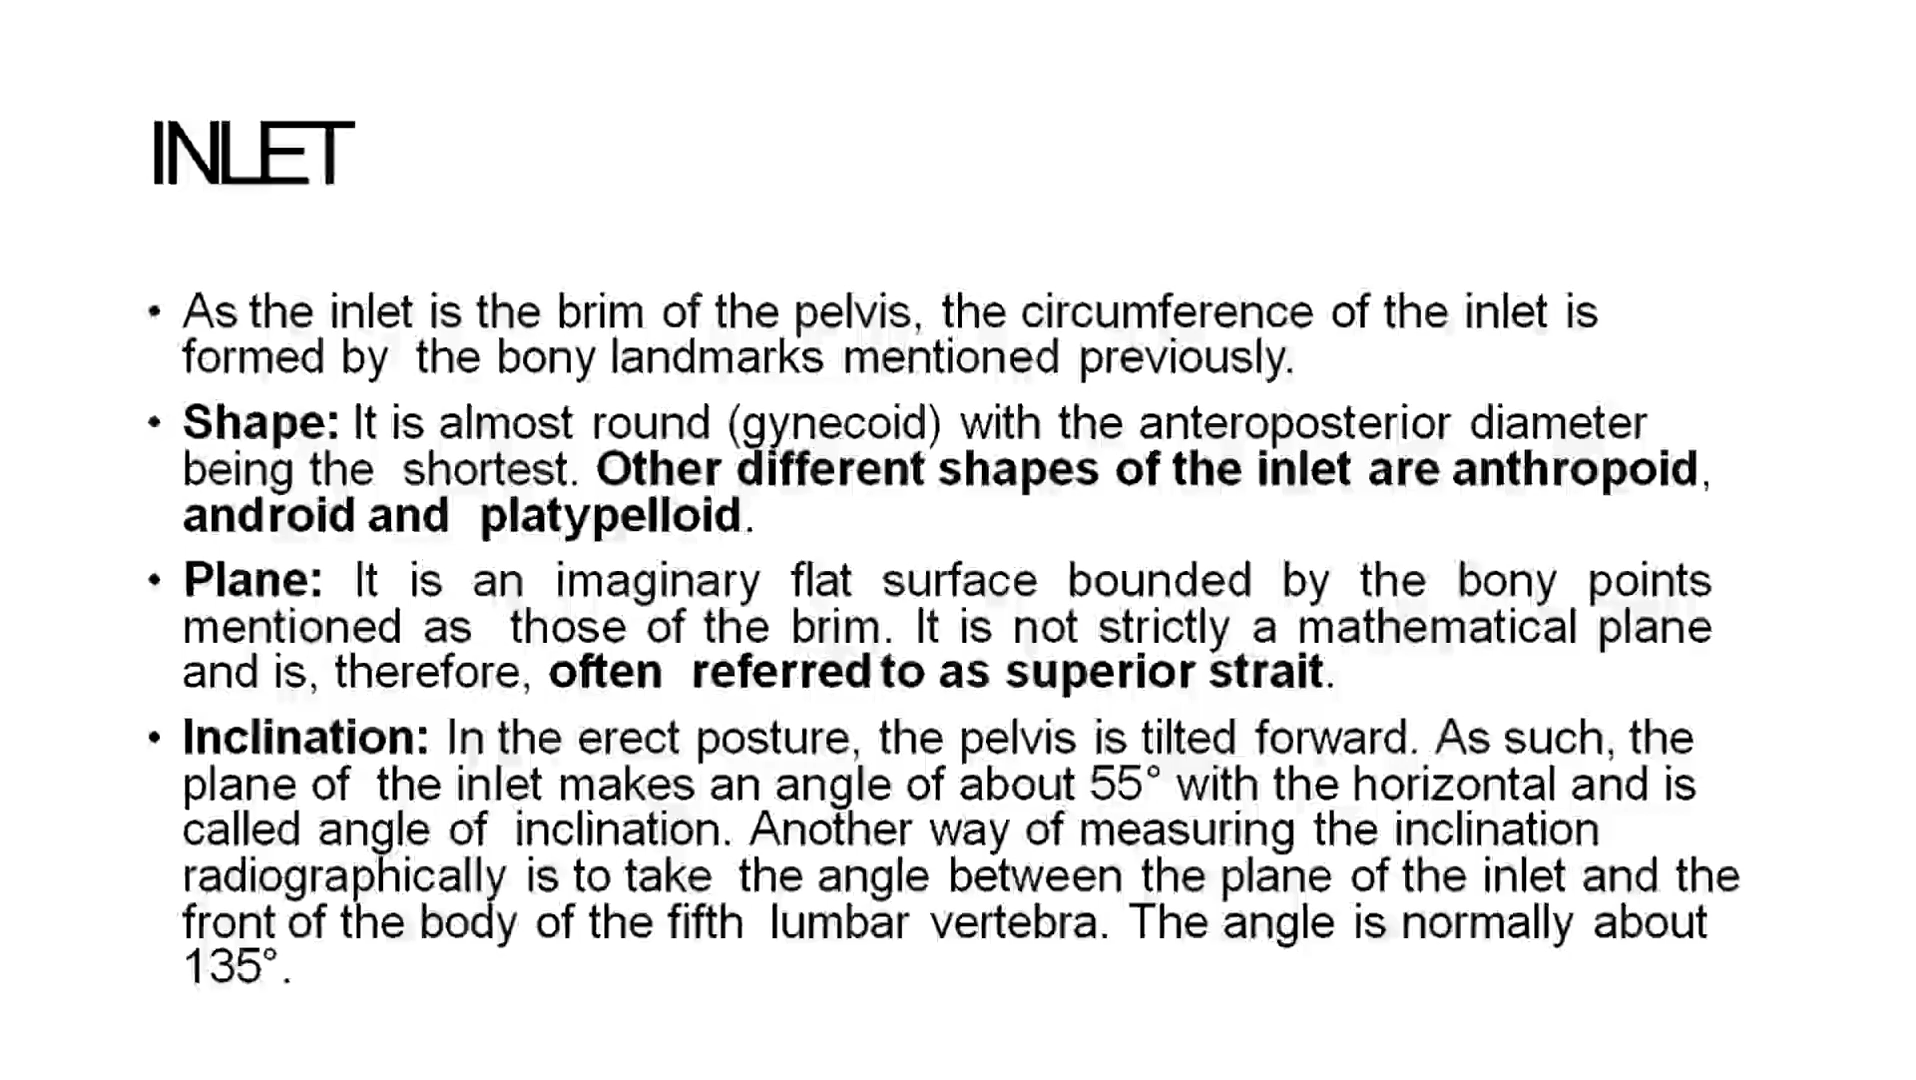 INLET
• As the inlet is the brim of the pelvis, the circumference of the inlet is
formed by the bony landmarks mentioned previously.
• Shape: It is almost round (gynecoid) with the anteroposterior diameter
being the shortest. Other different shapes of the inlet are anthropoid,
android and platypelloid.
• Plane: It is an imaginary flat surface bounded by the bony points
mentioned as those of the brim. It is not strictly a mathematical plane
and is, therefore, often referred to as superior strait.
• Inclination: In the erect posture, the pelvis is tilted forward. As such, the
plane of the inlet makes an angle of about 55° with the horizontal and is
called angle of inclination. Another way of measuring the inclination
radiographically is to take the angle between the plane of the inlet and the
front of the body of the fifth lumbar vertebra. The angle is normally about
135°.